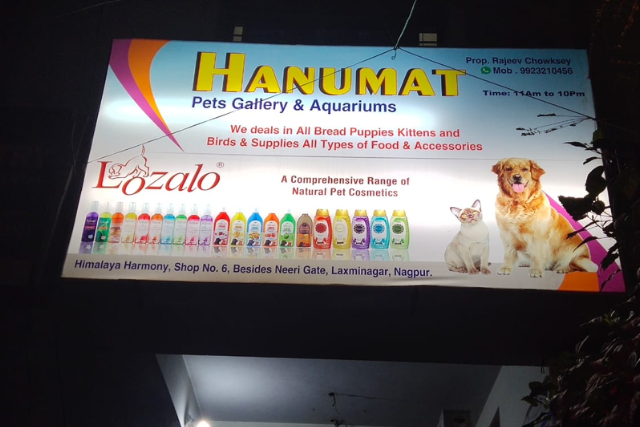 HANUMAT
Prop. Rajeev Chowksey
Mob . 9923210456
Pets Gallery & Aquariums
Time: 11Am to 10Pm
We deals in All Bread Puppies Kittens and
Birds & Supplies All Types of Food & Accessories
Lozalo®
A Comprehensive Range of
Natural Pet Cosmetics
Himalaya Harmony, Shop No. 6, Besides Neeri Gate, Laxminagar, Nagpur.